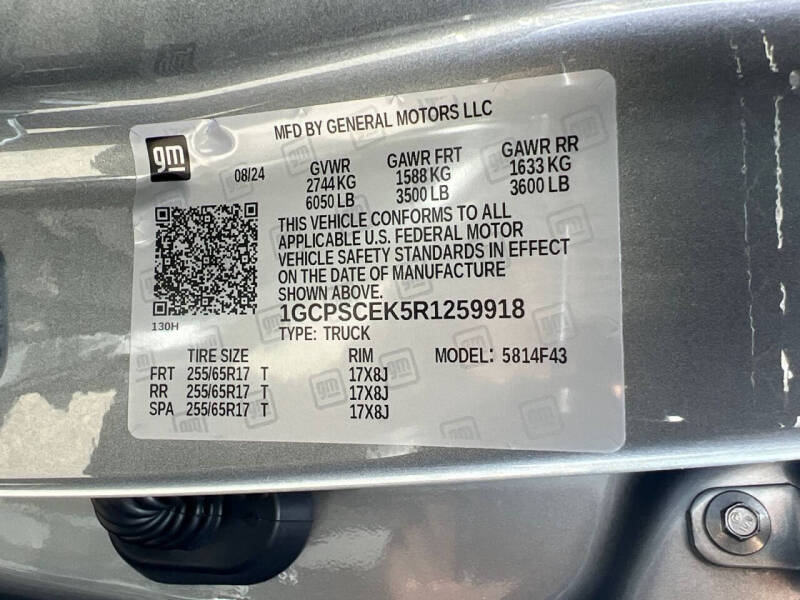 MFD BY GENERAL MOTORS LLC
gm
08/24 GVWR GAWR FRT GAWR RR
2744 KG 1588 KG 1633 KG
6050 LB 3500 LB 3600 LB
THIS VEHICLE CONFORMS TO ALL
APPLICABLE U.S. FEDERAL MOTOR
VEHICLE SAFETY STANDARDS IN EFFECT
ON THE DATE OF MANUFACTURE
SHOWN ABOVE.
1GCPSCEK5R1259918
130H
TYPE: TRUCK
TIRE SIZE RIM MODEL: 5814F43
FRT 255/65R17 T 17X8J
RR 255/65R17 T 17X8J
SPA 255/65R17 T 17X8J